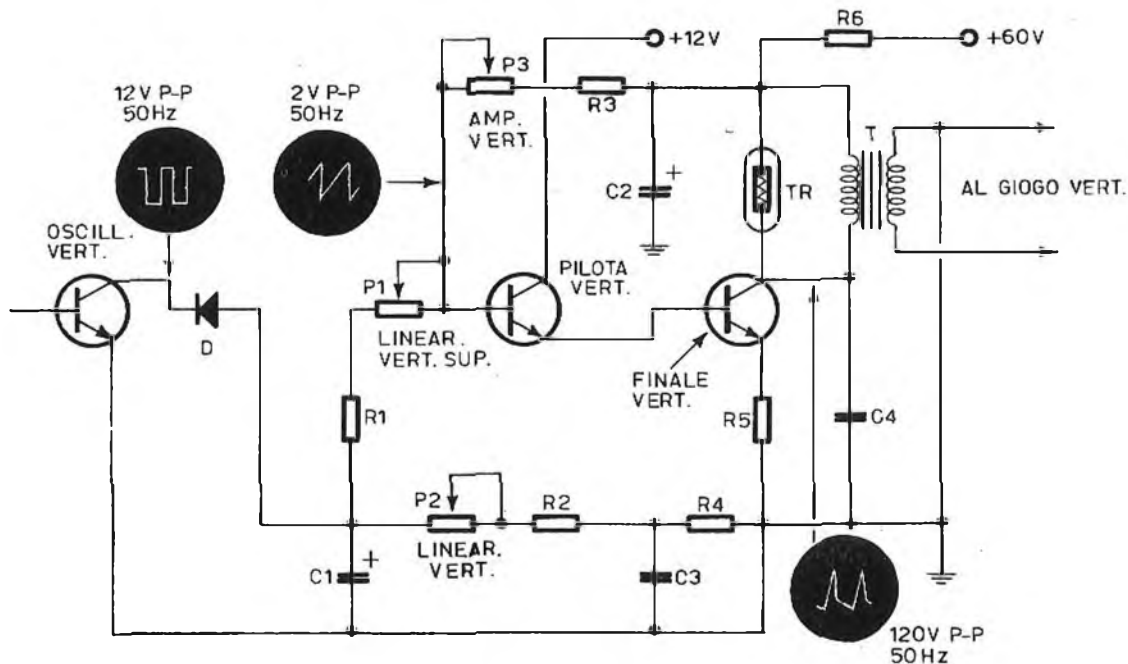 12V P-P
50Hz
2V P-P
50Hz
P3
AMP.
VERT.
R3
+12V
R6
+60V
C2
+
TR
T
AL GIOGO VERT.
OSCILL.
VERT.
D
P1
LINEAR.
VERT. SUP.
PILOTA
VERT.
FINALE
VERT.
R1
R5
C4
P2
LINEAR.
VERT.
R2
R4
C1
+
C3
120V P-P
50Hz